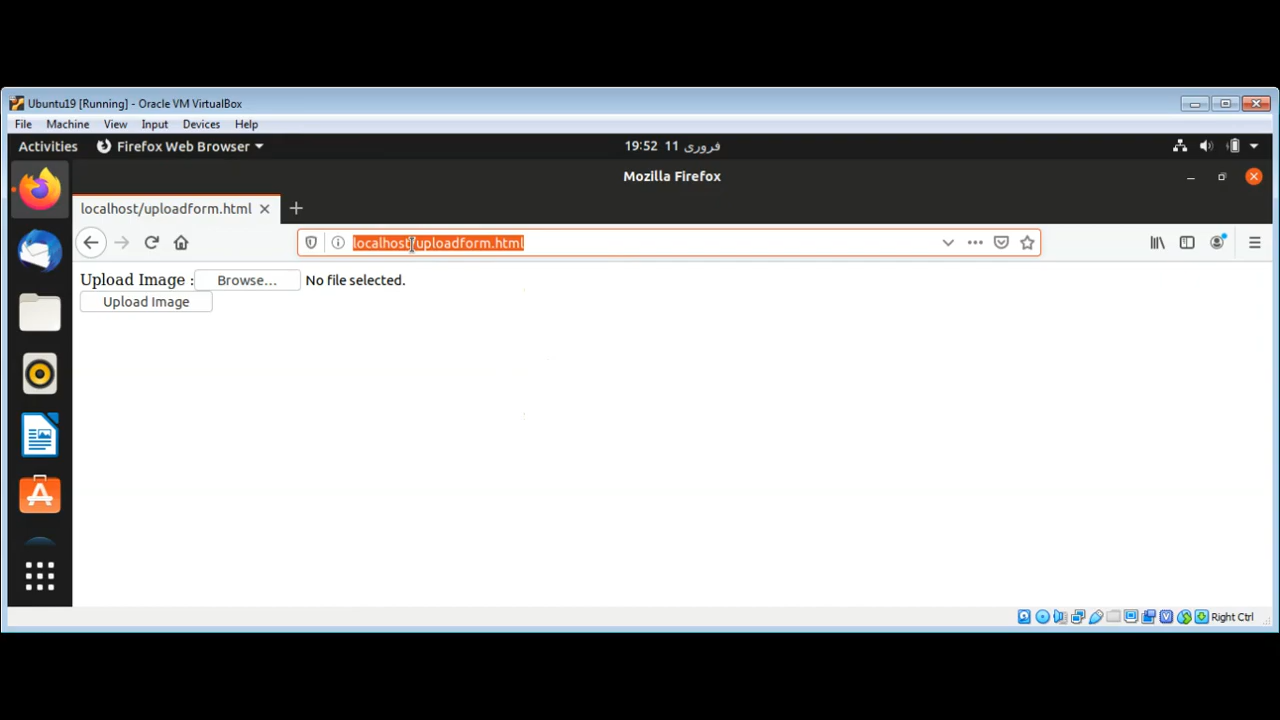 Ubuntu19 [Running] - Oracle VM VirtualBox
File Machine View Input Devices Help
Activities Firefox Web Browser 19:52 11 فروری
Mozilla Firefox
localhost/uploadform.html
localhost/uploadform.html
Upload Image : Browse... No file selected.
Upload Image
Right Ctrl